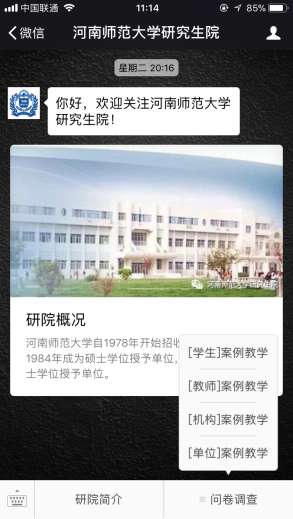 中国联通
11:14
85%
微信
河南师范大学研究生院
星期二 20:16
你好，欢迎关注河南师范大学
研究生院！
河南师范大学研究生院
研院概况
河南师范大学自1978年开始招收
1984年成为硕士学位授予单位，
士学位授予单位。
[学生]案例教学
[教师]案例教学
[机构]案例教学
[单位]案例教学
研院简介
问卷调查